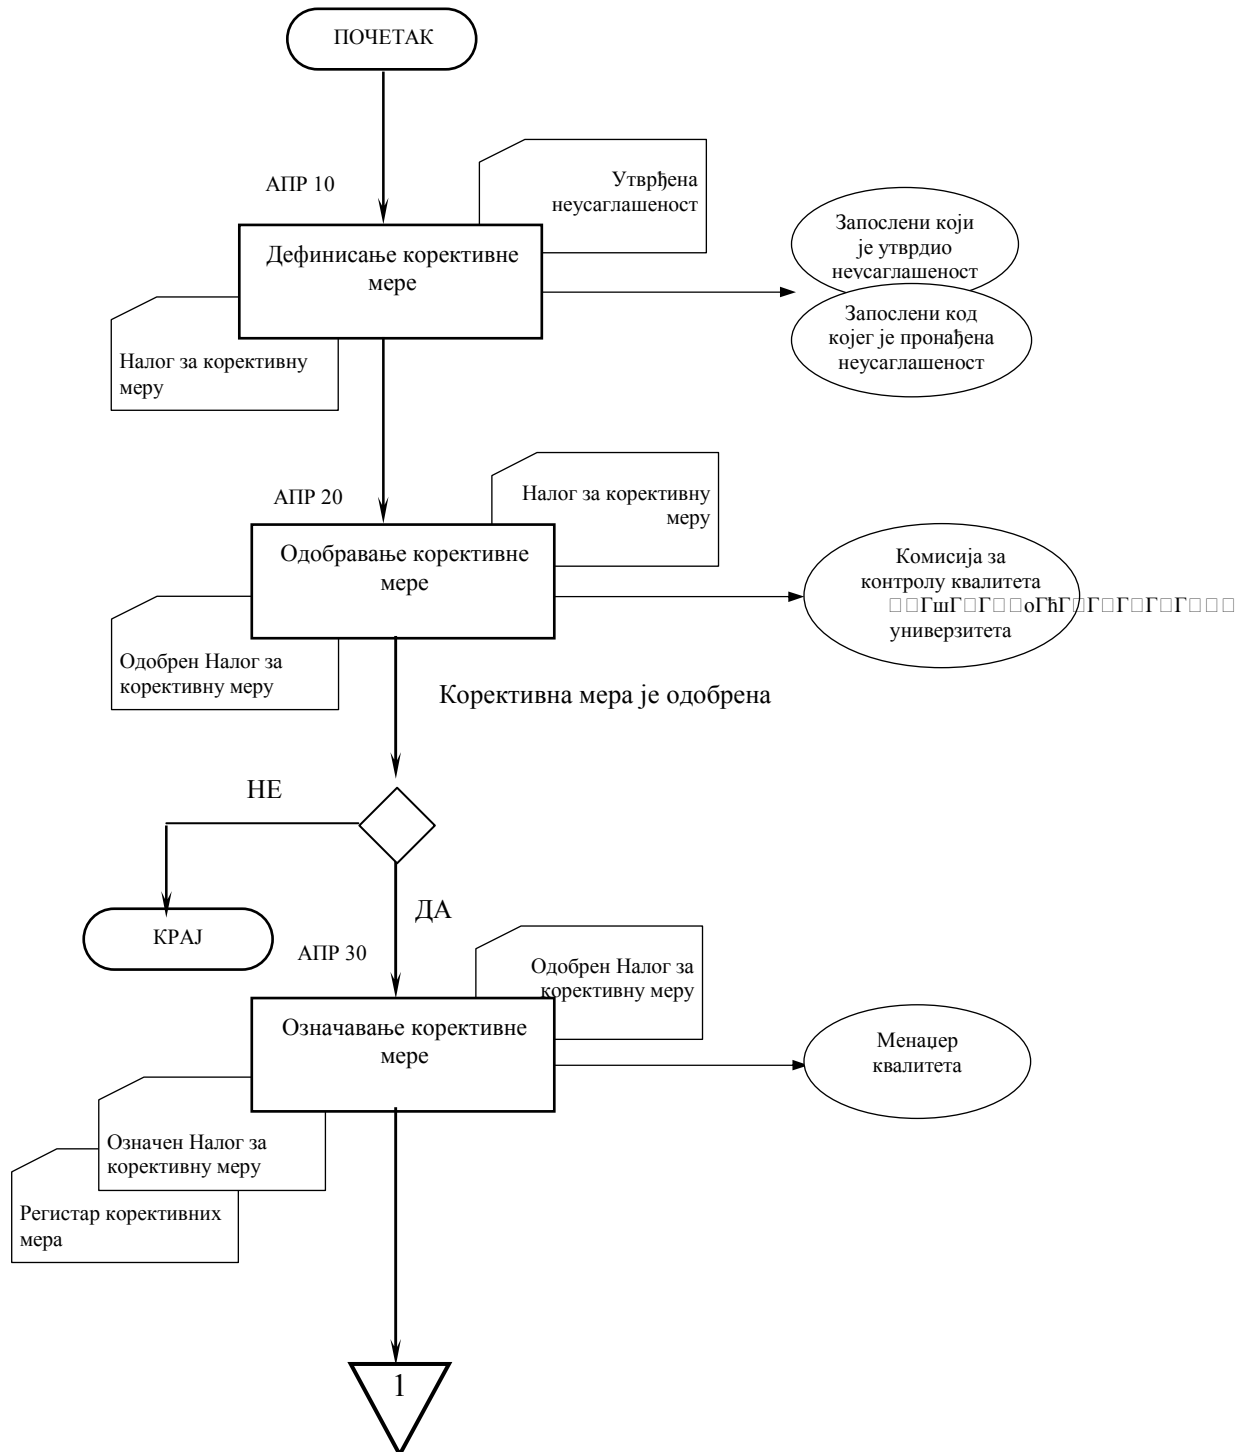 ПОЧЕТАК
АПР 10
Утврђена
неусаглашеност
Дефинисање корективне
мере
Запослени који
је утврдио
неусаглашеност
Запослени код
којег је пронађена
неусаглашеност
Налог за корективну
меру
АПР 20
Налог за корективну
меру
Одобравање корективне
мере
Комисија за
контролу квалитета
универзитета
Одобрен Налог за
корективну меру
Корективна мера је одобрена
НЕ
КРАЈ
ДА
АПР 30
Одобрен Налог за
корективну меру
Означавање корективне
мере
Менаџер
квалитета
Означен Налог за
корективну меру
Регистар корективних
мера
1